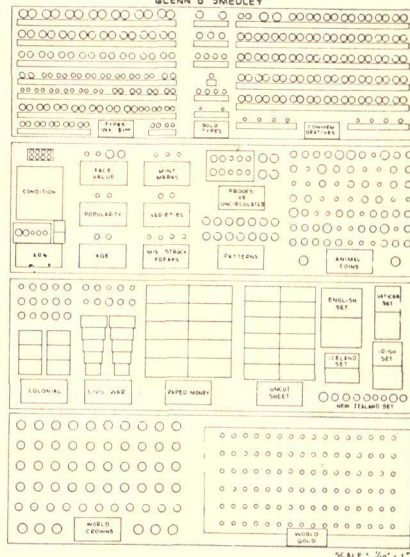 GLENN B SMEDLEY
TYPES
VIA $1.00
GOLD
TYPES
COMMEM
ORATIVES
CONDITION
FACE
VALUE
MINT
MARKS
POPULARITY
VARIETIES
PROOFS
VS
UNCIRCULATED
AGE
MIS STRUCK
FREAKS
PATTERNS
ANIMAL
COINS
COLONIAL
CIVIL WAR
PAPER MONEY
UNCUT
SHEET
ENGLISH
SET
VATICAN
SET
ICELAND
SET
IRISH
SET
NEW ZEALAND SET
WORLD
CROWNS
WORLD
GOLD
SCALE